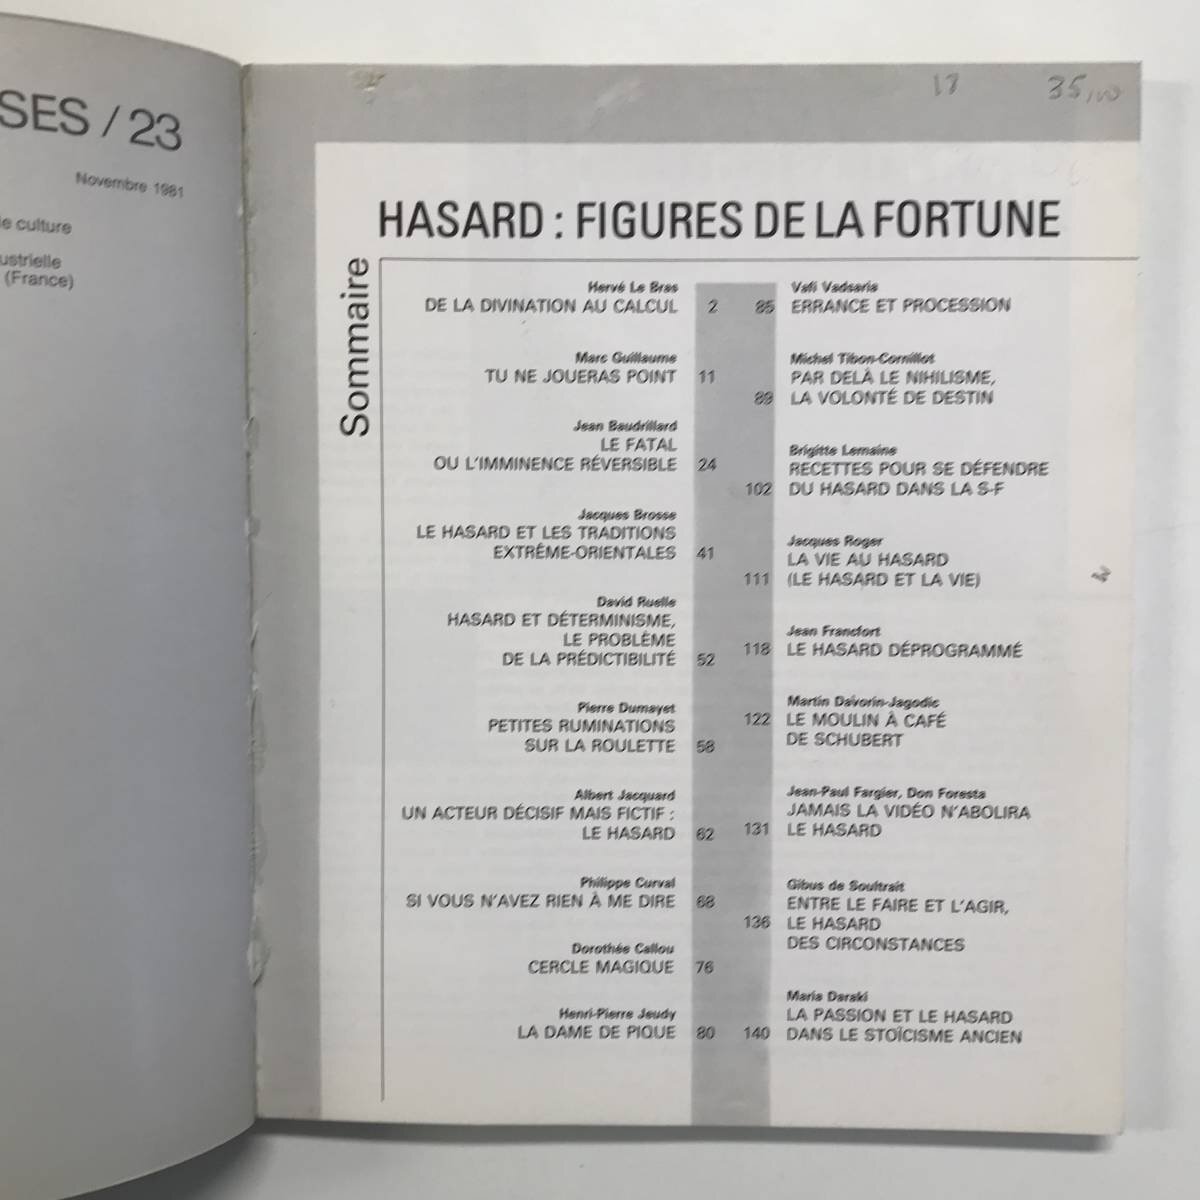 SES / 23
Novembre 1981
culture
(France)
35
HASARD : FIGURES DE LA FORTUNE
Sommaire
Hervé Le Bras
DE LA DIVINATION AU CALCUL 2
Marc Guillaume
TU NE JOUERAS POINT 11
Jean Baudrillard
LE FATAL
OU L'IMMINENCE RÉVERSIBLE 24
Jacques Brosse
LE HASARD ET LES TRADITIONS
EXTRÊME-ORIENTALES 41
David Ruelle
HASARD ET DÉTERMINISME,
LE PROBLÈME
DE LA PRÉDICTIBILITÉ 52
Pierre Dumayet
PETITES RUMINATIONS
SUR LA ROULETTE 58
Albert Jacquard
UN ACTEUR DÉCISIF MAIS FICTIF :
LE HASARD 62
Philippe Curval
SI VOUS N'AVEZ RIEN À ME DIRE 68
Dorothée Callou
CERCLE MAGIQUE 76
Henri-Pierre Jeudy
LA DAME DE PIQUE 80
Vafi Vadsaria
85 ERRANCE ET PROCESSION
Michel Tibon-Cornillot
PAR DELÀ LE NIHILISME,
89 LA VOLONTÉ DE DESTIN
Brigitte Lemaine
RECETTES POUR SE DÉFENDRE
102 DU HASARD DANS LA S-F
Jacques Roger
LA VIE AU HASARD
111 (LE HASARD ET LA VIE)
Jean Francfort
118 LE HASARD DÉPROGRAMMÉ
Martin Davorin-Jagodic
122 LE MOULIN À CAFÉ
DE SCHUBERT
Jean-Paul Fargier, Don Foresta
JAMAIS LA VIDÉO N'ABOLIRA
131 LE HASARD
Gibus de Soultrait
ENTRE LE FAIRE ET L'AGIR,
136 LE HASARD
DES CIRCONSTANCES
Maria Daraki
LA PASSION ET LE HASARD
140 DANS LE STOÏCISME ANCIEN